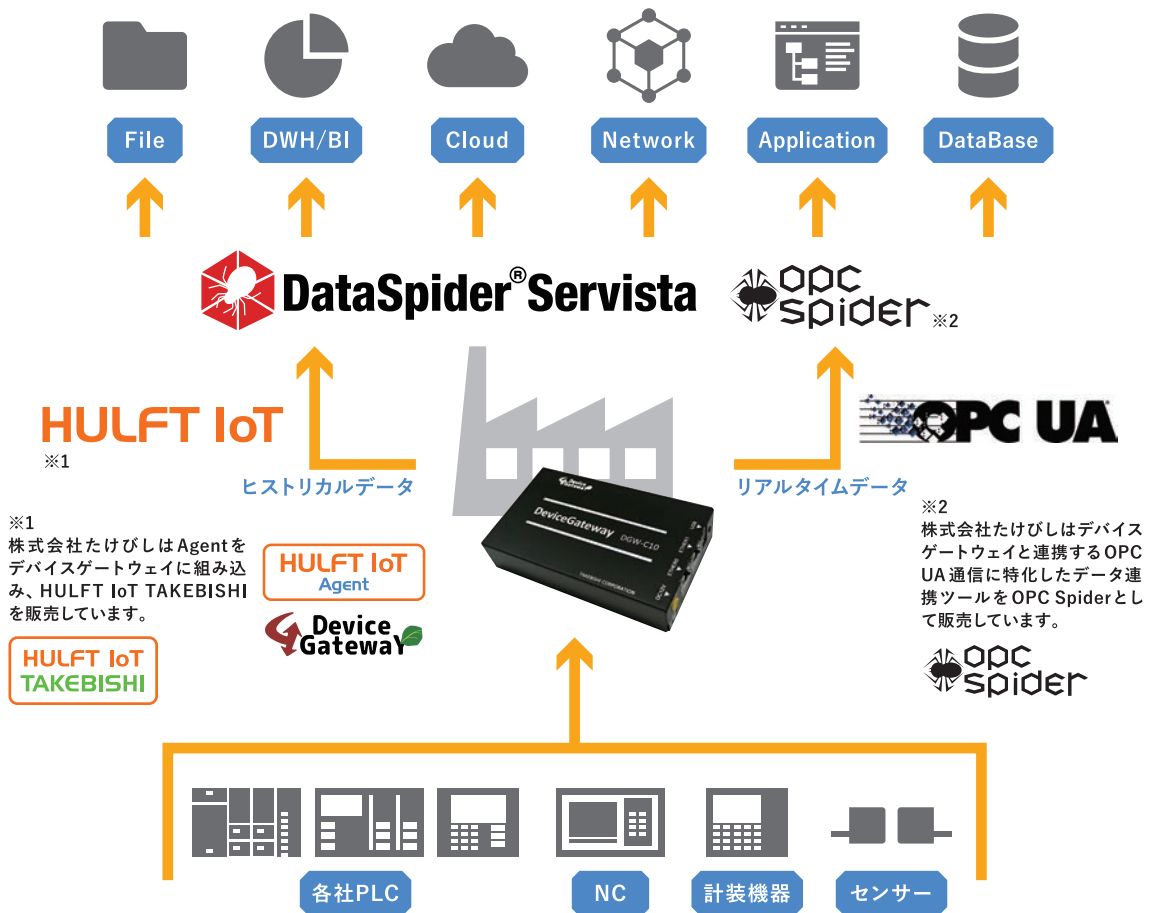 File
DWH/BI
Cloud
Network
Application
DataBase
DataSpider®Servista
opc
spider ※2
HULFT IoT
※1
OPC UA
ヒストリカルデータ
リアルタイムデータ
Device
Gateway
DeviceGateway DGW-C10
TAKEBISHI CORPORATION
※1
株式会社たけびしはAgentを
デバイスゲートウェイに組み込
み、HULFT IoT TAKEBISHI
を販売しています。
HULFT IoT
TAKEBISHI
HULFT IoT
Agent
Device
Gateway
※2
株式会社たけびしはデバイス
ゲートウェイと連携するOPC
UA通信に特化したデータ連
携ツールをOPC Spiderとし
て販売しています。
opc
spider
各社PLC
NC
計装機器
センサー